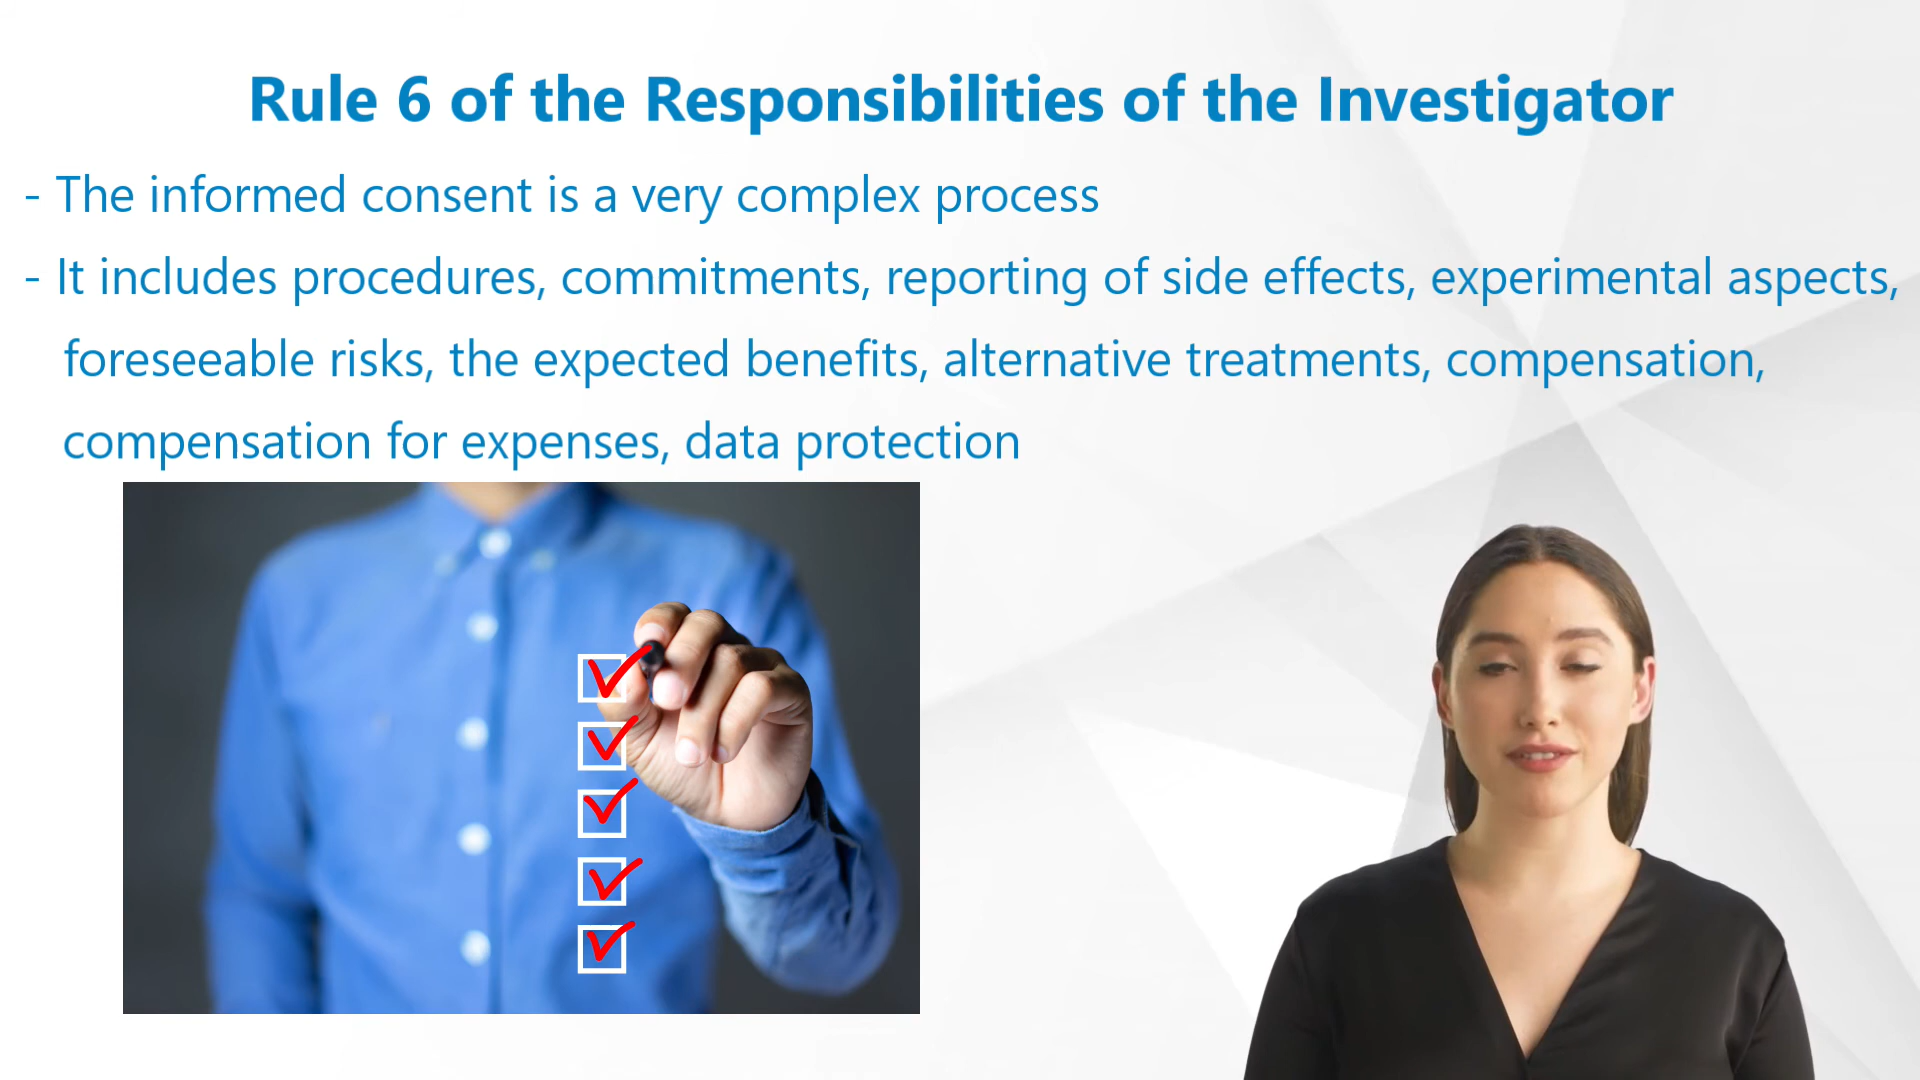 Rule 6 of the Responsibilities of the Investigator
- The informed consent is a very complex process
- It includes procedures, commitments, reporting of side effects, experimental aspects,
foreseeable risks, the expected benefits, alternative treatments, compensation,
compensation for expenses, data protection